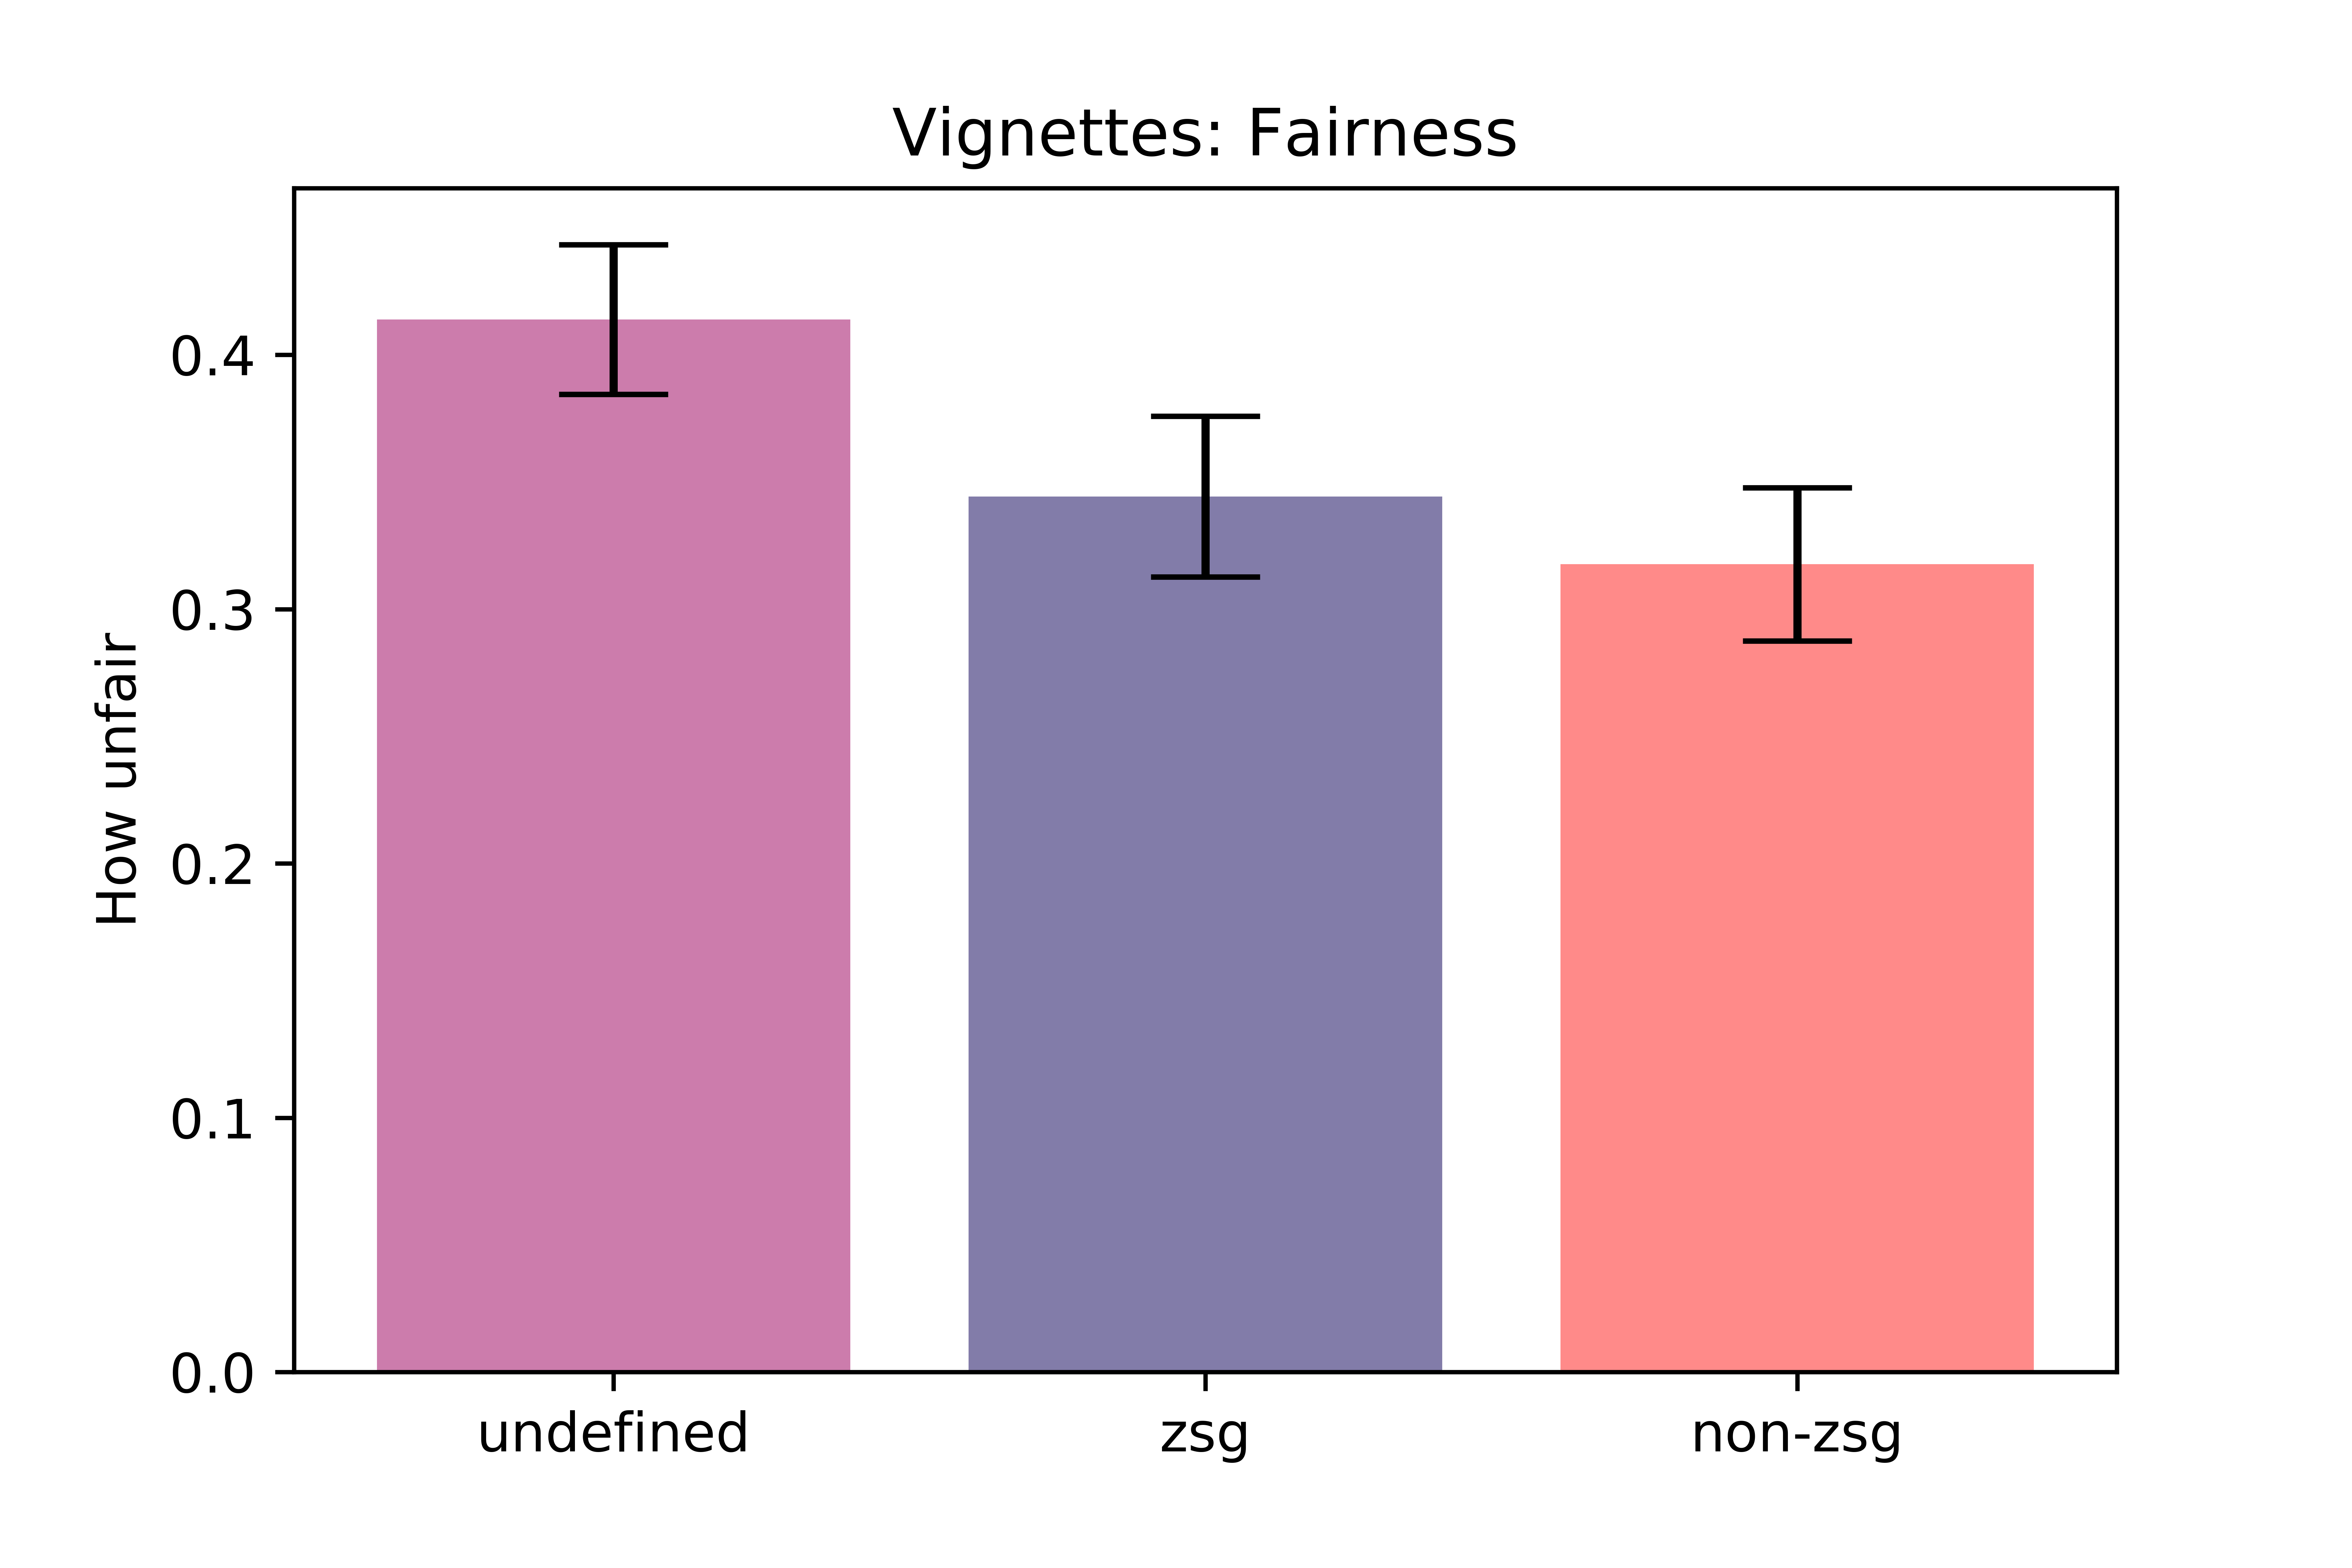 Vignettes: Fairness
How unfair
0.4
0.3
0.2
0.1
0.0
undefined
zsg
non-zsg